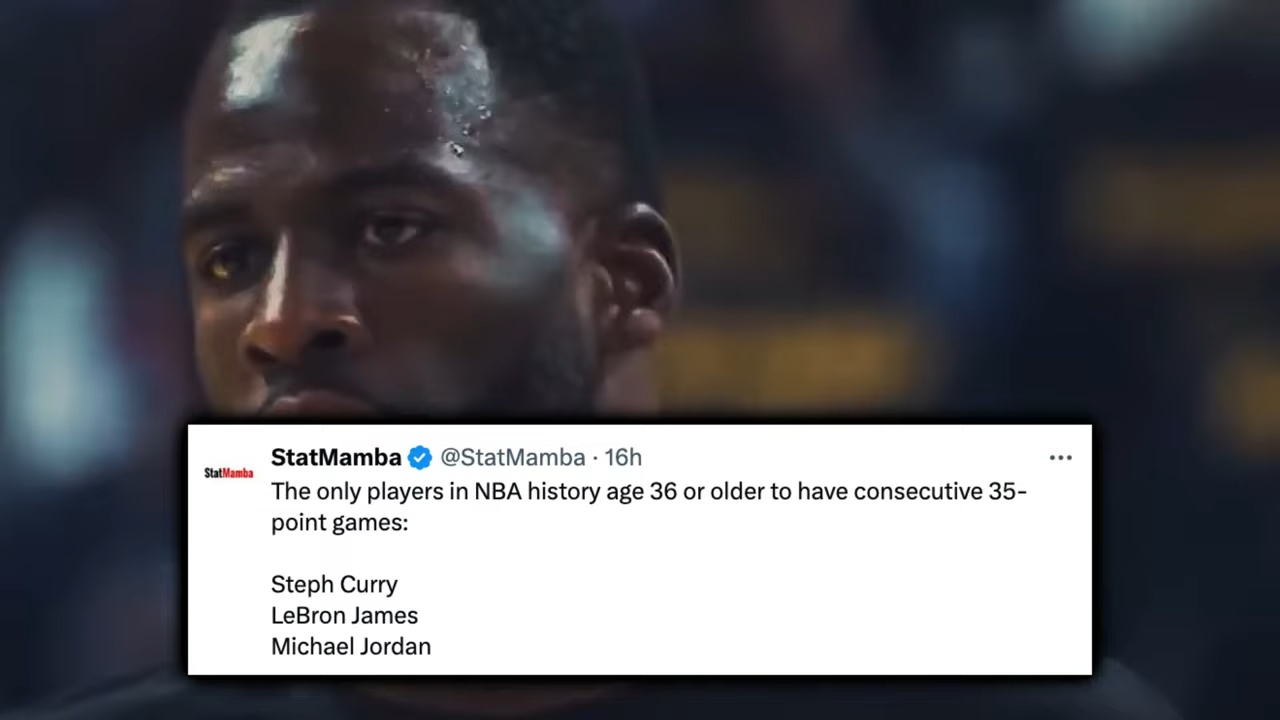 StatMamba @StatMamba · 16h
StatMamba
The only players in NBA history age 36 or older to have consecutive 35-
point games:
Steph Curry
LeBron James
Michael Jordan